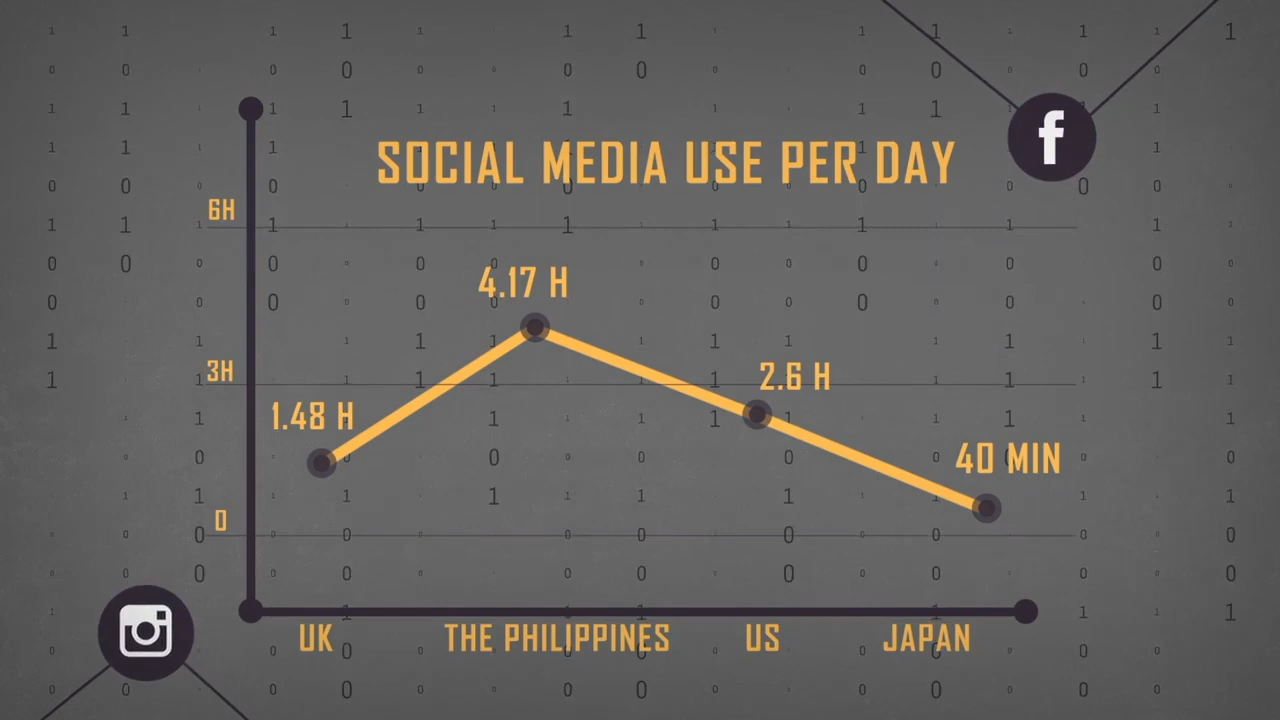 SOCIAL MEDIA USE PER DAY
6H
4.17 H
3H
2.6 H
1.48 H
40 MIN
0
UK THE PHILIPPINES US JAPAN